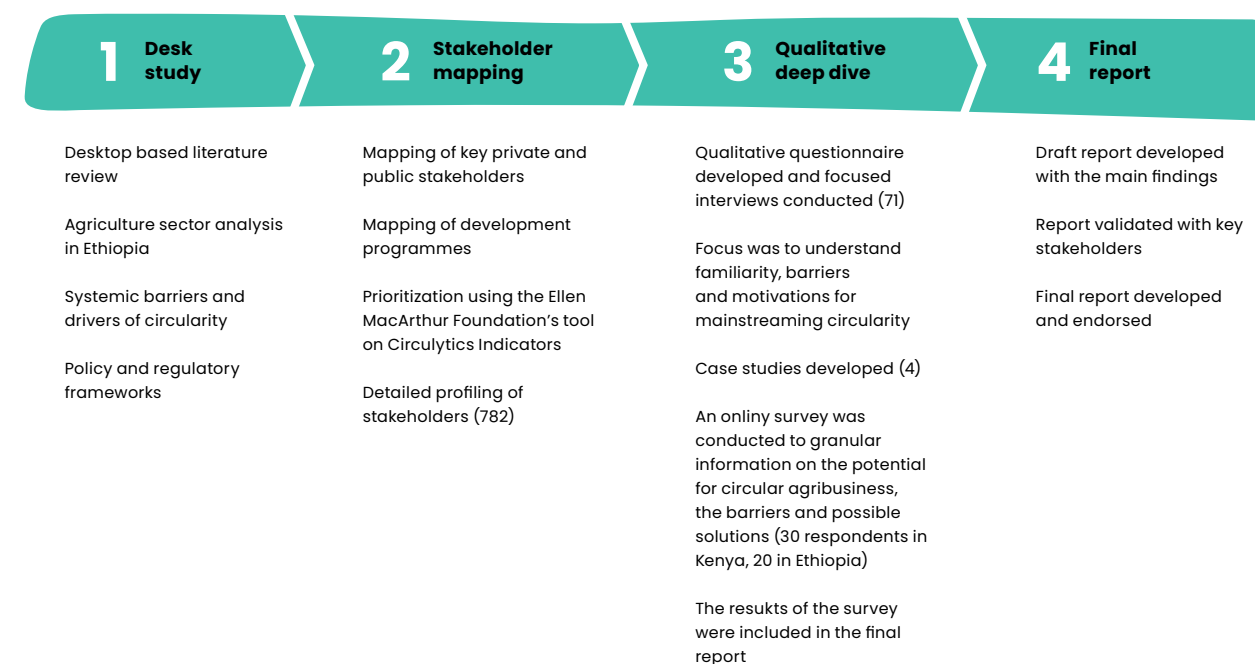 1 Desk
study
2 Stakeholder
mapping
3 Qualitative
deep dive
4 Final
report
Desktop based literature
review
Agriculture sector analysis
in Ethiopia
Systemic barriers and
drivers of circularity
Policy and regulatory
frameworks
Mapping of key private and
public stakeholders
Mapping of development
programmes
Prioritization using the Ellen
MacArthur Foundation’s tool
on Circulytics Indicators
Detailed profiling of
stakeholders (782)
Qualitative questionnaire
developed and focused
interviews conducted (71)
Focus was to understand
familiarity, barriers
and motivations for
mainstreaming circularity
Case studies developed (4)
An onliny survey was
conducted to granular
information on the potential
for circular agribusiness,
the barriers and possible
solutions (30 respondents in
Kenya, 20 in Ethiopia)
The resukts of the survey
were included in the final
report
Draft report developed
with the main findings
Report validated with key
stakeholders
Final report developed
and endorsed